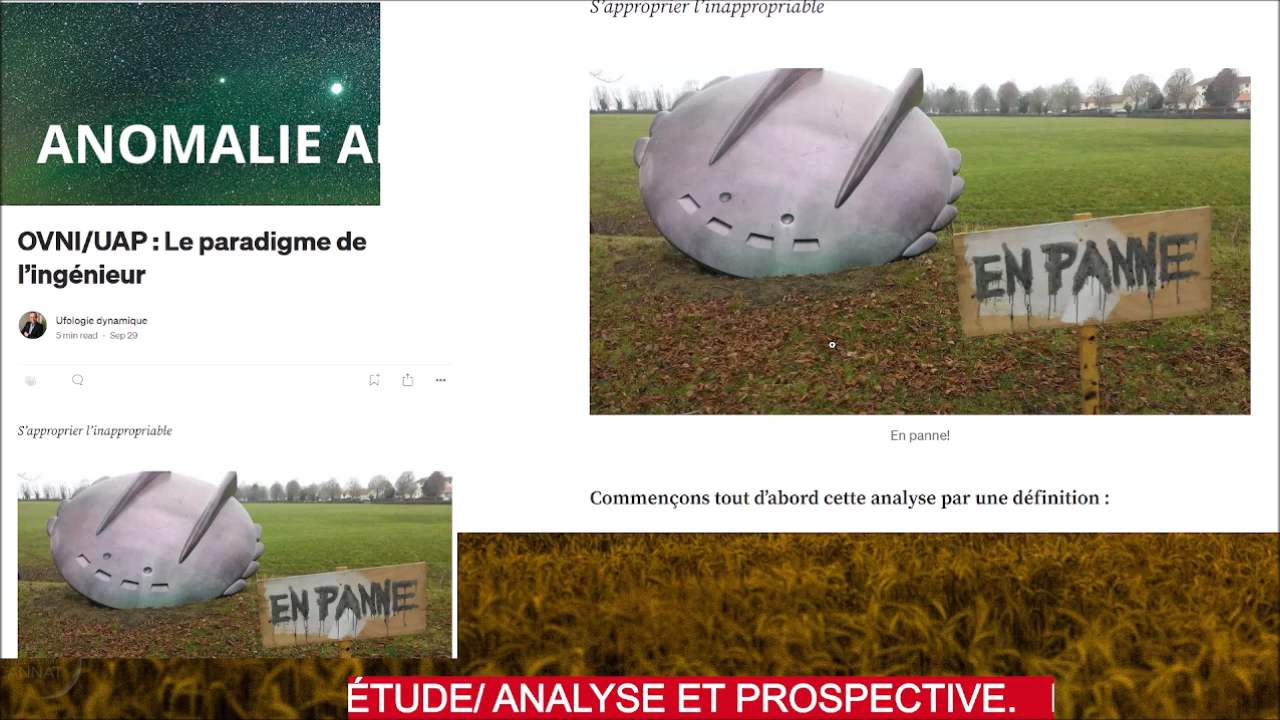 ANOMALIE
OVNI/UAP : Le paradigme de
l'ingénieur
Ufologie dynamique
5 min read · Sep 29
S'approprier l'inappropriable
EN PANNE
S'approprier l'inappropriable
EN PANNE
En panne!
Commençons tout d'abord cette analyse par une définition :
ANNAT
ÉTUDE/ ANALYSE ET PROSPECTIVE.